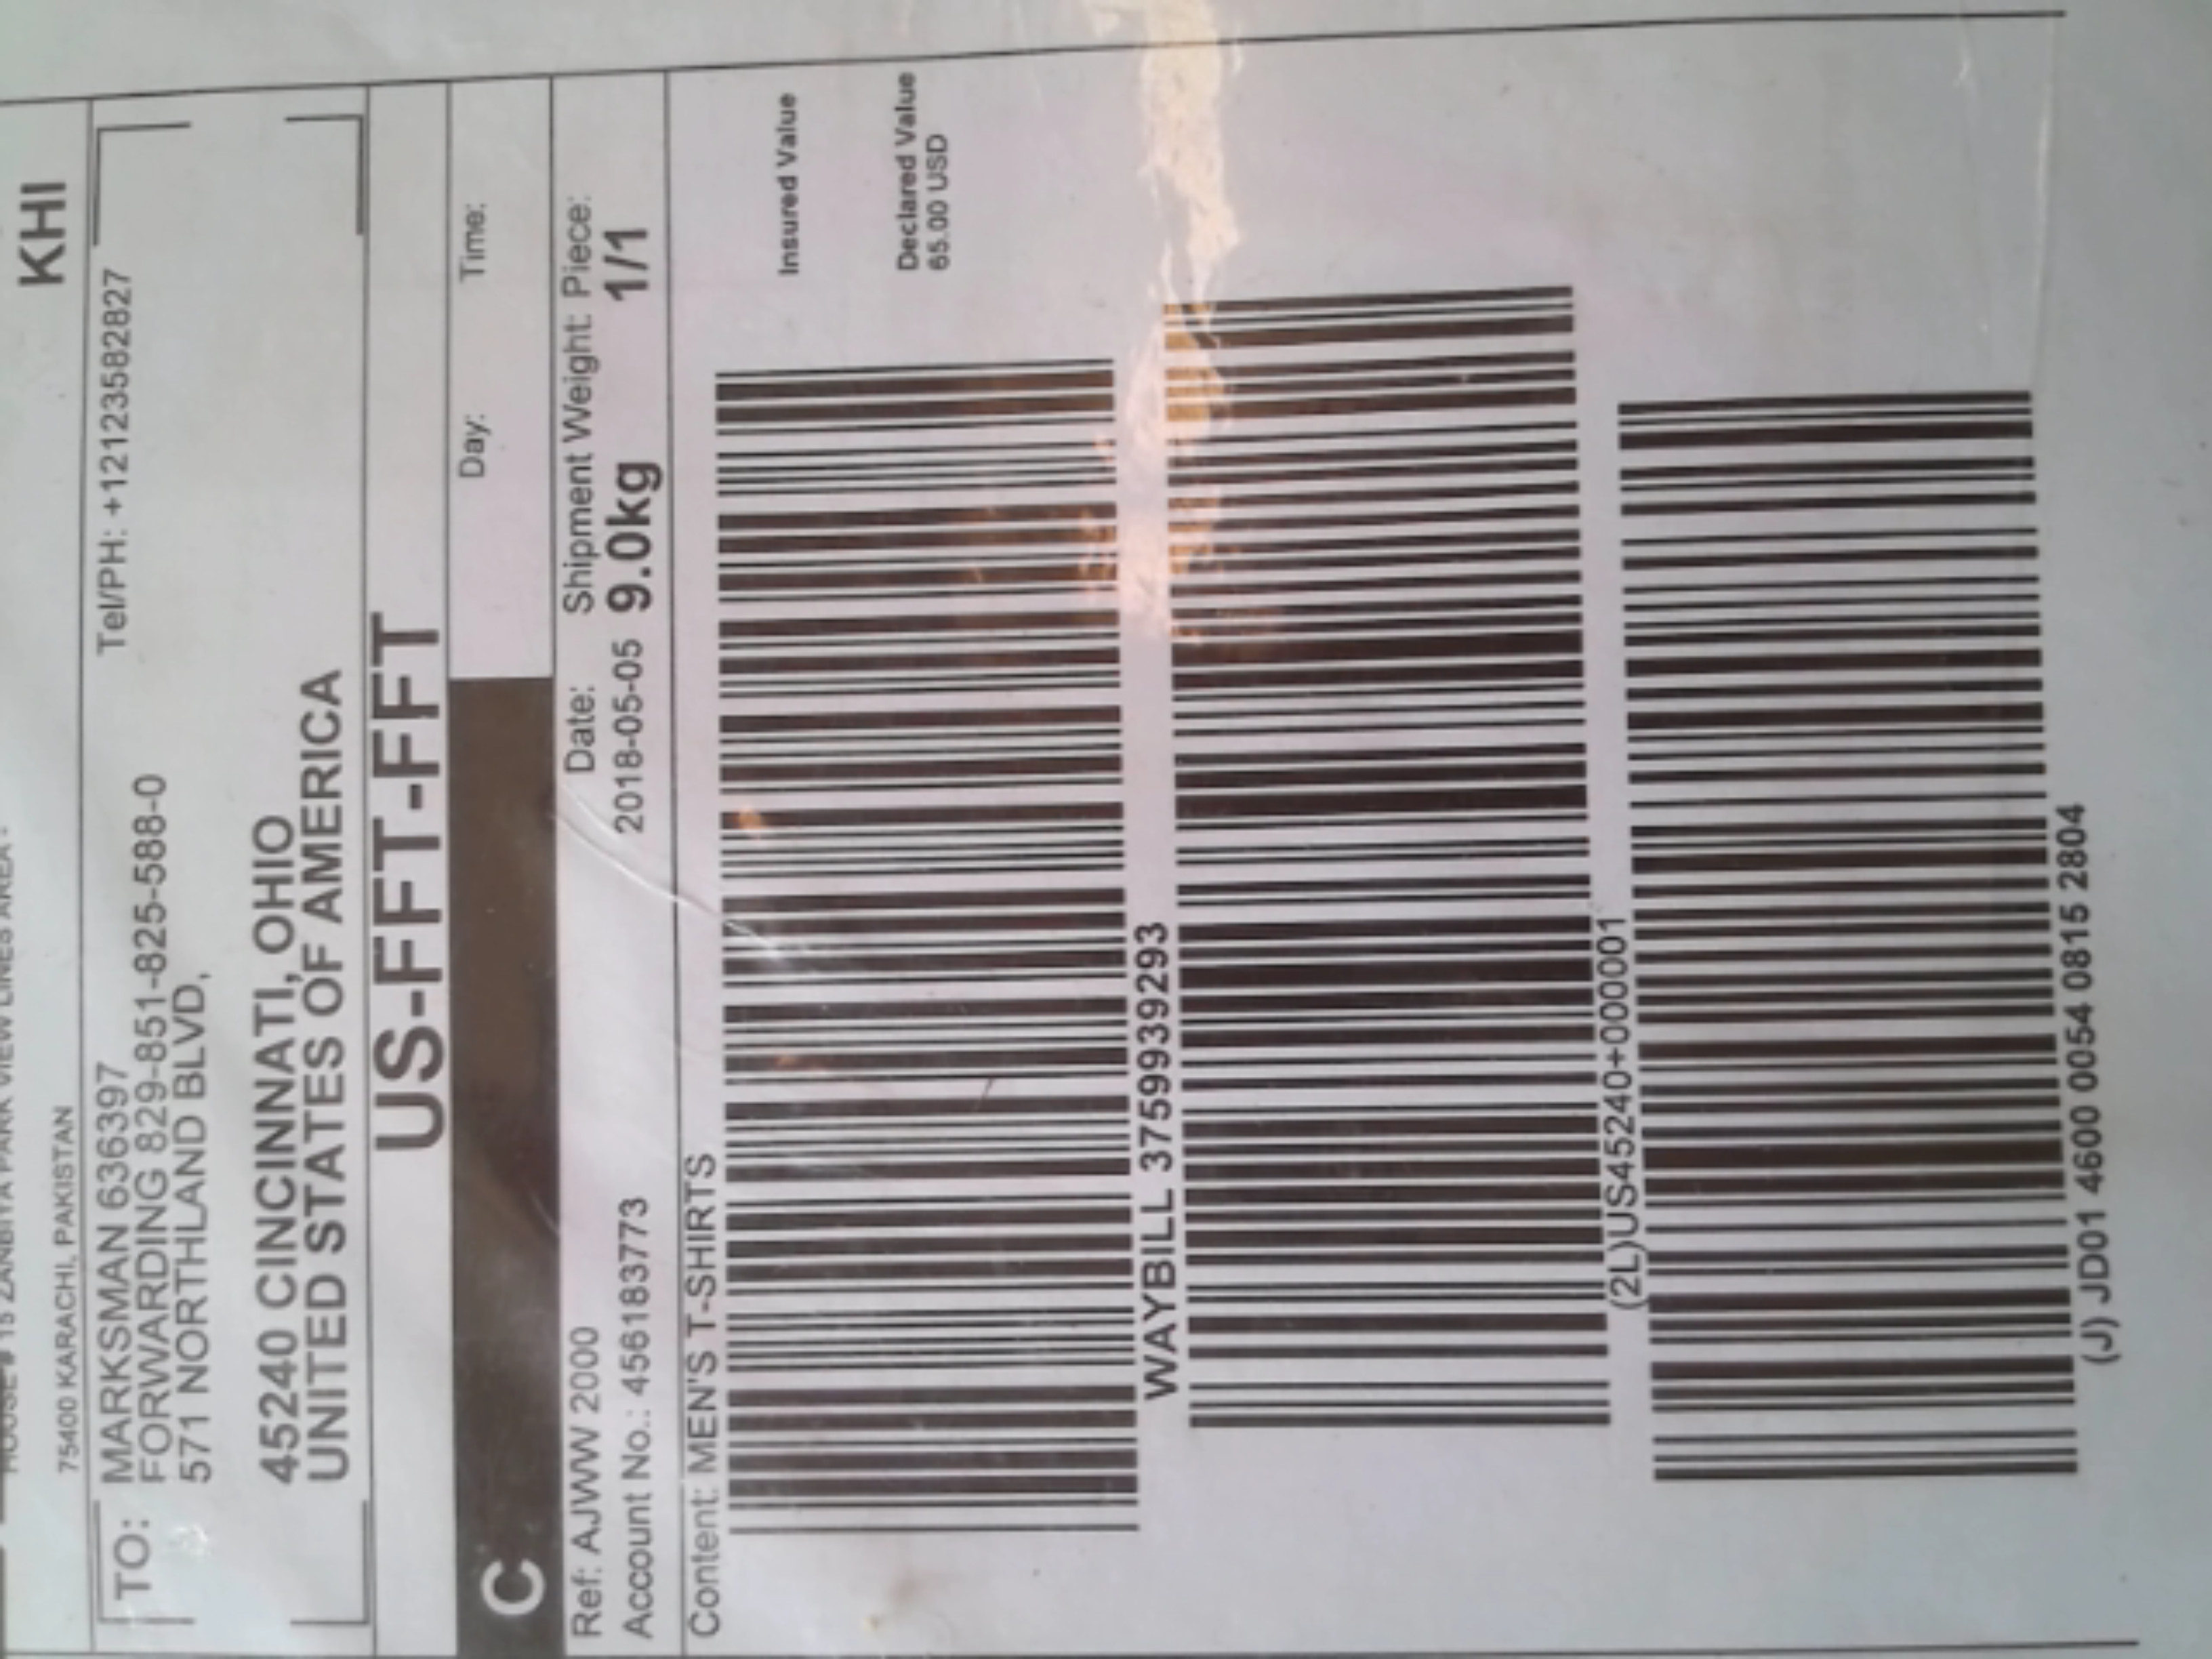 KHI
75400 KARACHI, PAKISTAN
TO:
MARKSMAN 636397
Tel/PH: +12123582827
FORWARDING 829-851-825-588-0
571 NORTHLAND BLVD,
45240 CINCINNATI, OHIO
UNITED STATES OF AMERICA
US-FFT-FFT
C
Day:
Time:
Ref: AJWW 2000
Account No.: 456183773
Date:
2018-05-05
Shipment Weight:
9.0kg
Piece:
1/1
Content: MEN'S T-SHIRTS
Insured Value
Declared Value
65.00 USD
WAYBILL 3759939293
(2L)US45240+000001
(J) JD01 4600 0054 0815 2804